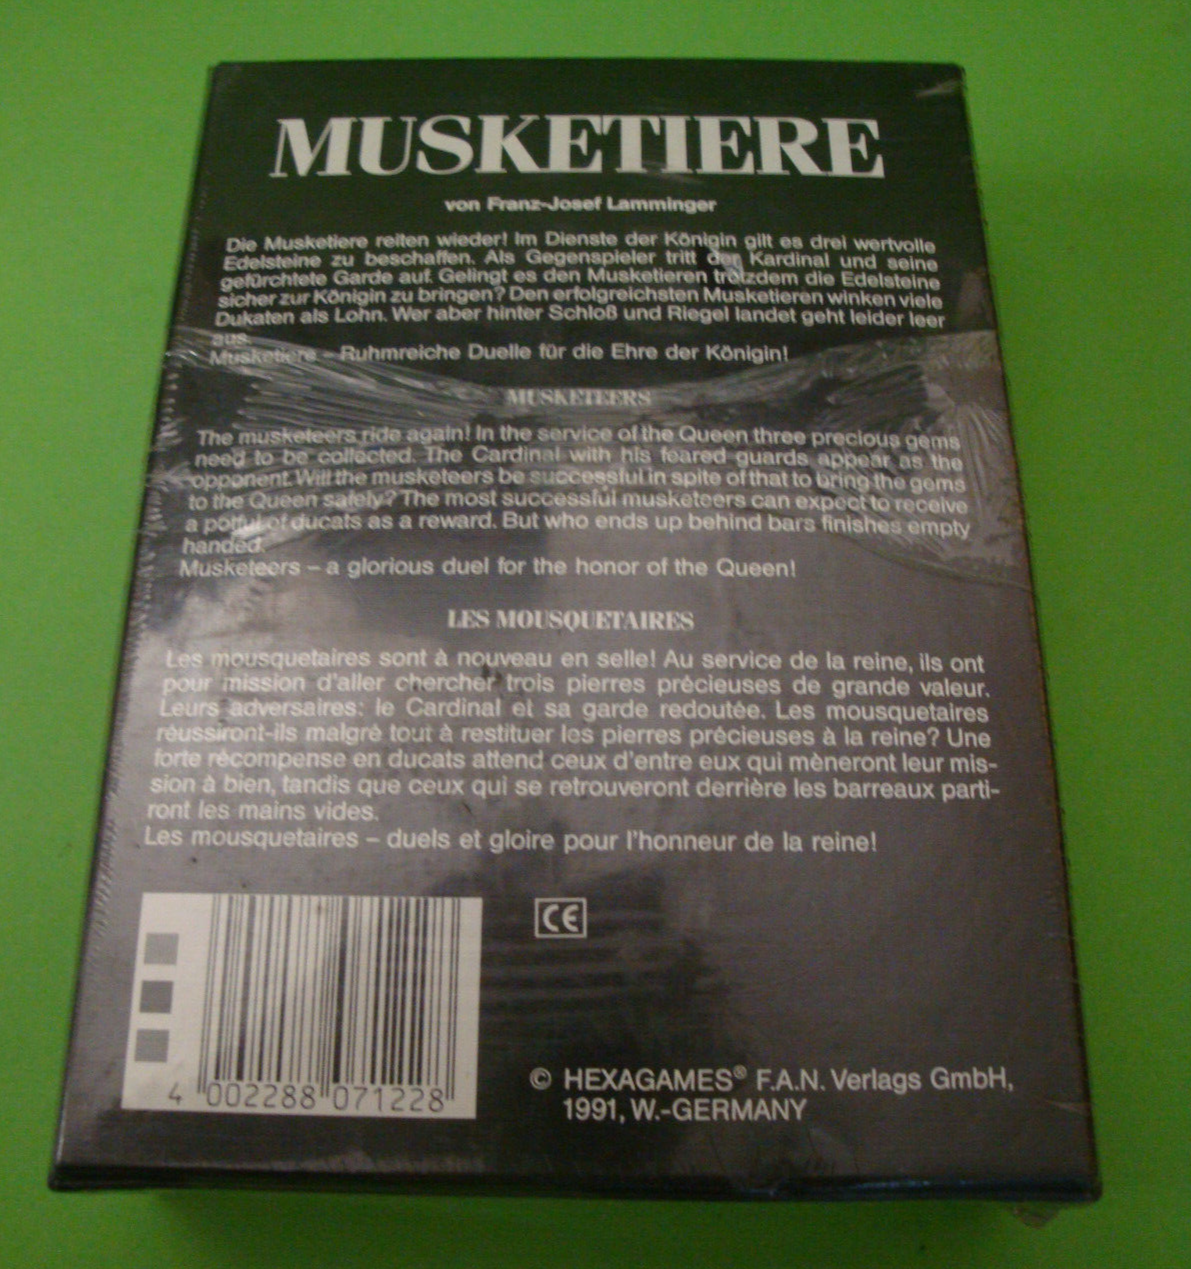 MUSKETIERE
von Franz-Josef Lamminger
Die Musketiere reiten wieder! Im Dienste der Königin gilt es drei wertvolle
Edelsteine zu beschaffen. Als Gegenspieler tritt der Kardinal und seine
gefürchtete Garde auf. Gelingt es den Musketieren trotzdem die Edelsteine
sicher zur Königin zu bringen? Den erfolgreichsten Musketieren winken viele
Dukaten als Lohn. Wer aber hinter Schloß und Riegel landet geht leider leer
aus.
Musketiere – Ruhmreiche Duelle für die Ehre der Königin!
MUSKETEERS
The musketeers ride again! In the service of the Queen three precious gems
need to be collected. The Cardinal with his feared guards appear as the
opponent. Will the musketeers be successful in spite of that to bring the gems
to the Queen safely? The most successful musketeers can expect to receive
a potful of ducats as a reward. But who ends up behind bars finishes empty
handed.
Musketeers – a glorious duel for the honor of the Queen!
LES MOUSQUETAIRES
Les mousquetaires sont à nouveau en selle! Au service de la reine, ils ont
pour mission d'aller chercher trois pierres précieuses de grande valeur.
Leurs adversaires: le Cardinal et sa garde redoutée. Les mousquetaires
réussiront-ils malgré tout à restituer les pierres précieuses à la reine? Une
forte récompense en ducats attend ceux d'entre eux qui mèneront leur mis-
sion à bien, tandis que ceux qui se retrouveront derrière les barreaux parti-
ront les mains vides.
Les mousquetaires – duels et gloire pour l'honneur de la reine!
CE
4 002288 071228
© HEXAGAMES® F.A.N. Verlags GmbH,
1991, W.-GERMANY